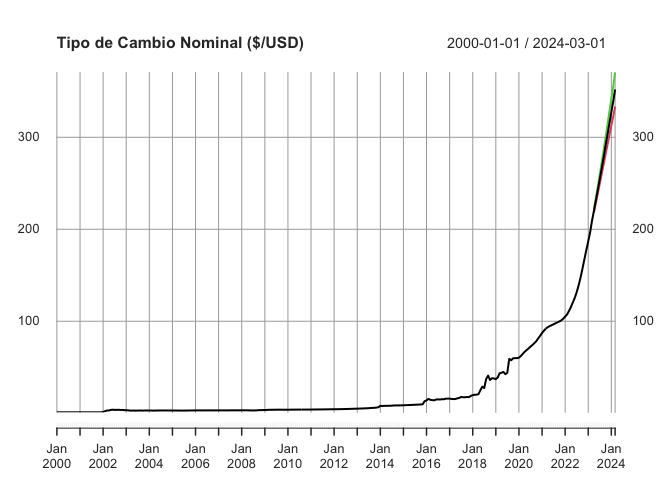 Tipo de Cambio Nominal ($/USD) 2000-01-01 / 2024-03-01
300 300
200 200
100 100
Jan Jan Jan Jan Jan Jan Jan Jan Jan Jan Jan Jan Jan
2000 2002 2004 2006 2008 2010 2012 2014 2016 2018 2020 2022 2024